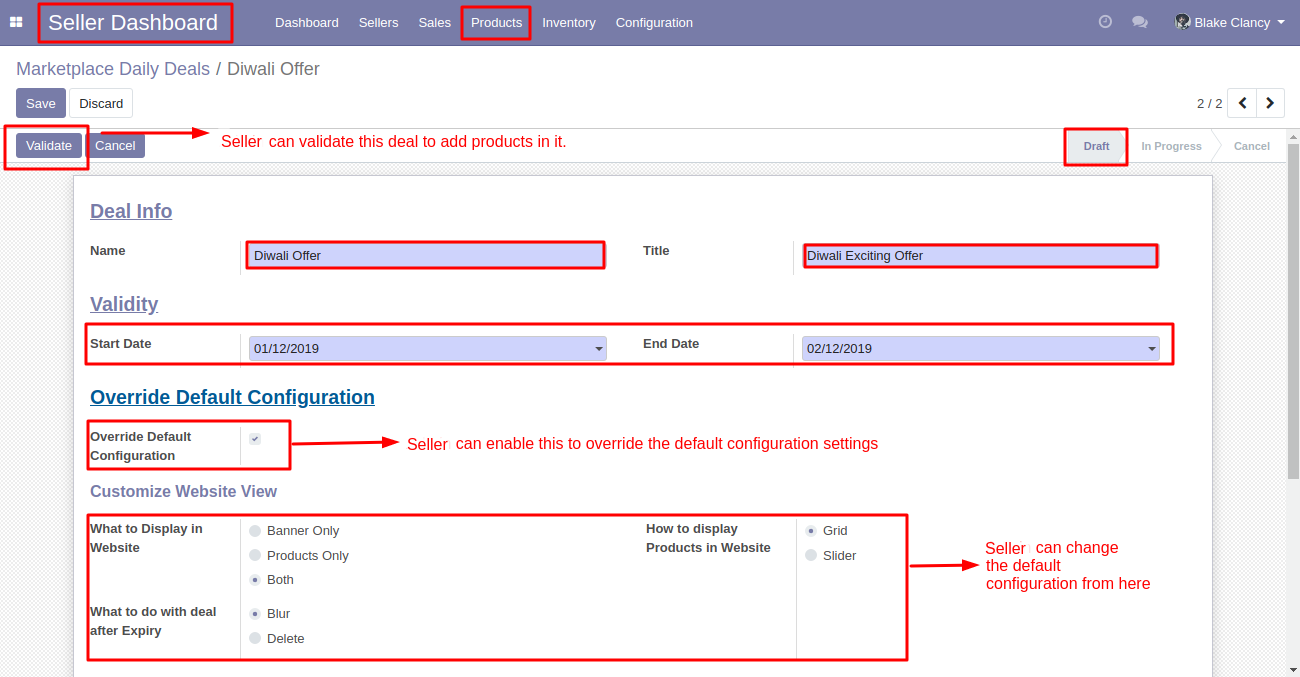 Seller Dashboard Dashboard Sellers Sales Products Inventory Configuration Blake Clancy
Marketplace Daily Deals / Diwali Offer
Save Discard 2 / 2
Validate Cancel Seller can validate this deal to add products in it. Draft In Progress Cancel
Deal Info
Name Diwali Offer Title Diwali Exciting Offer
Validity
Start Date 01/12/2019 End Date 02/12/2019
Override Default Configuration
Override Default
Configuration
Seller can enable this to override the default configuration settings
Customize Website View
What to Display in
Website
Banner Only
Products Only
Both
How to display
Products in Website
Grid
Slider
Seller can change
the default
configuration from here
What to do with deal
after Expiry
Blur
Delete